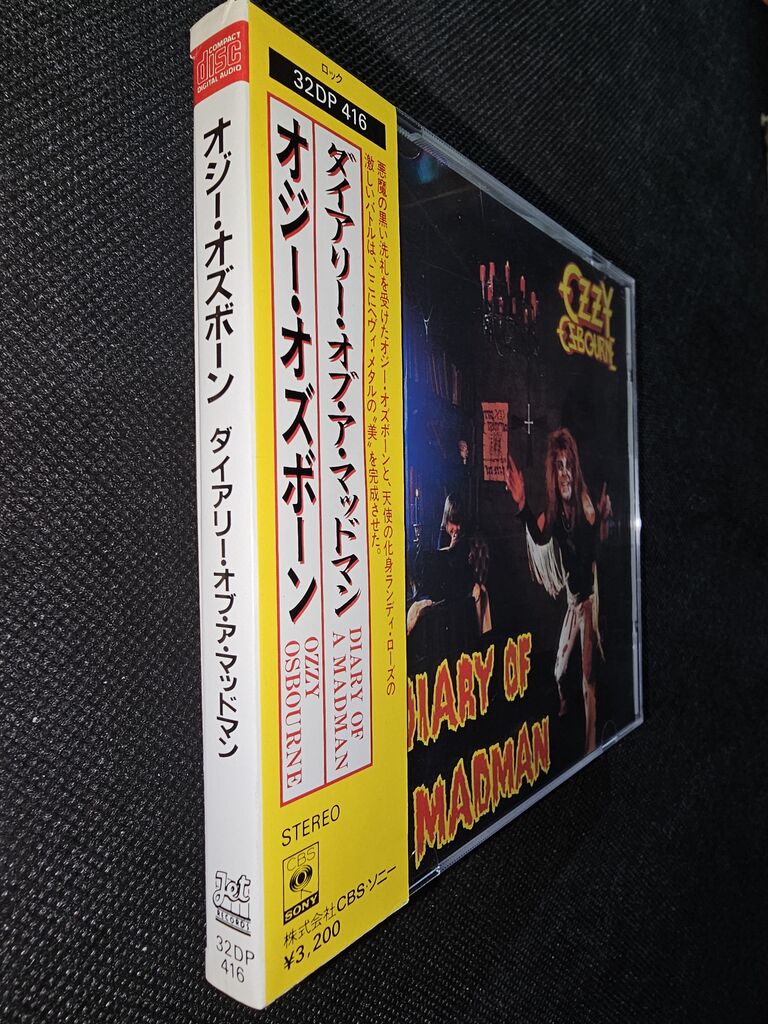 COMPACT
disc
DIGITAL AUDIO
オジー・オズボーン ダイアリー・オブ・ア・マッドマン
Jet
RECORDS
32DP
416
ロック
32DP 416
悪魔の黒い洗礼を受けたオジー・オズボーンと、天使の化身ランディ・ローズの
激しいバトルは、ここにヘヴィ・メタルの“美”を完成させた。
ダイアリー・オブ・ア・マッドマン
DIARY OF
A MADMAN
オジー・オズボーン
OZZY
OSBOURNE
STEREO
CBS
SONY
株式会社CBS・ソニー
¥3,200
OZZY
OSBOURNE
DIARY OF
MADMAN